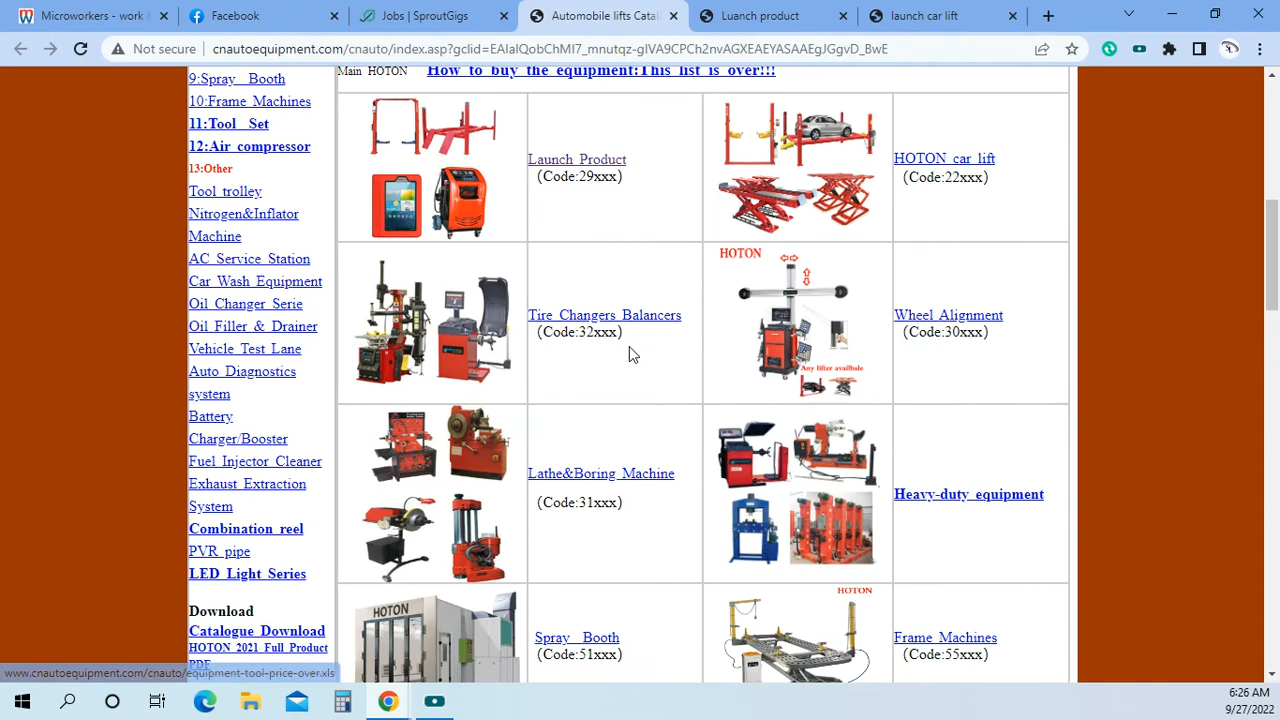 Microworkers - work &
Facebook
Jobs | SproutGigs
Automobile lifts Catal
Launch product
launch car lift
Not secure
cnautoequipment.com/cnauto/index.asp?gclid=EAIaIQobChMI7_mnutqz-gIVA9CPCh2nvAGXEAEYASAAEgJGgvD_BwE
Main HOTON How to buy the equipment:This list is over!!!
9:Spray Booth
10:Frame Machines
11:Tool Set
12:Air compressor
13:Other
Tool trolley
Nitrogen&Inflator
Machine
AC Service Station
Car Wash Equipment
Oil Changer Serie
Oil Filler & Drainer
Vehicle Test Lane
Auto Diagnostics
system
Battery
Charger/Booster
Fuel Injector Cleaner
Exhaust Extraction
System
Combination reel
PVR pipe
LED Light Series
Download
Catalogue Download
HOTON 2021 Full Product
PDF
Launch Product
(Code:29xxx)
HOTON car lift
(Code:22xxx)
Tire Changers Balancers
(Code:32xxx)
HOTON
Any lifter availbale
Wheel Alignment
(Code:30xxx)
Lathe&Boring Machine
(Code:31xxx)
Heavy-duty equipment
HOTON
Spray Booth
(Code:51xxx)
HOTON
Frame Machines
(Code:55xxx)
www.cnautoequipment.com/cnauto/equipment-tool-price-over.xls
6:26 AM
9/27/2022